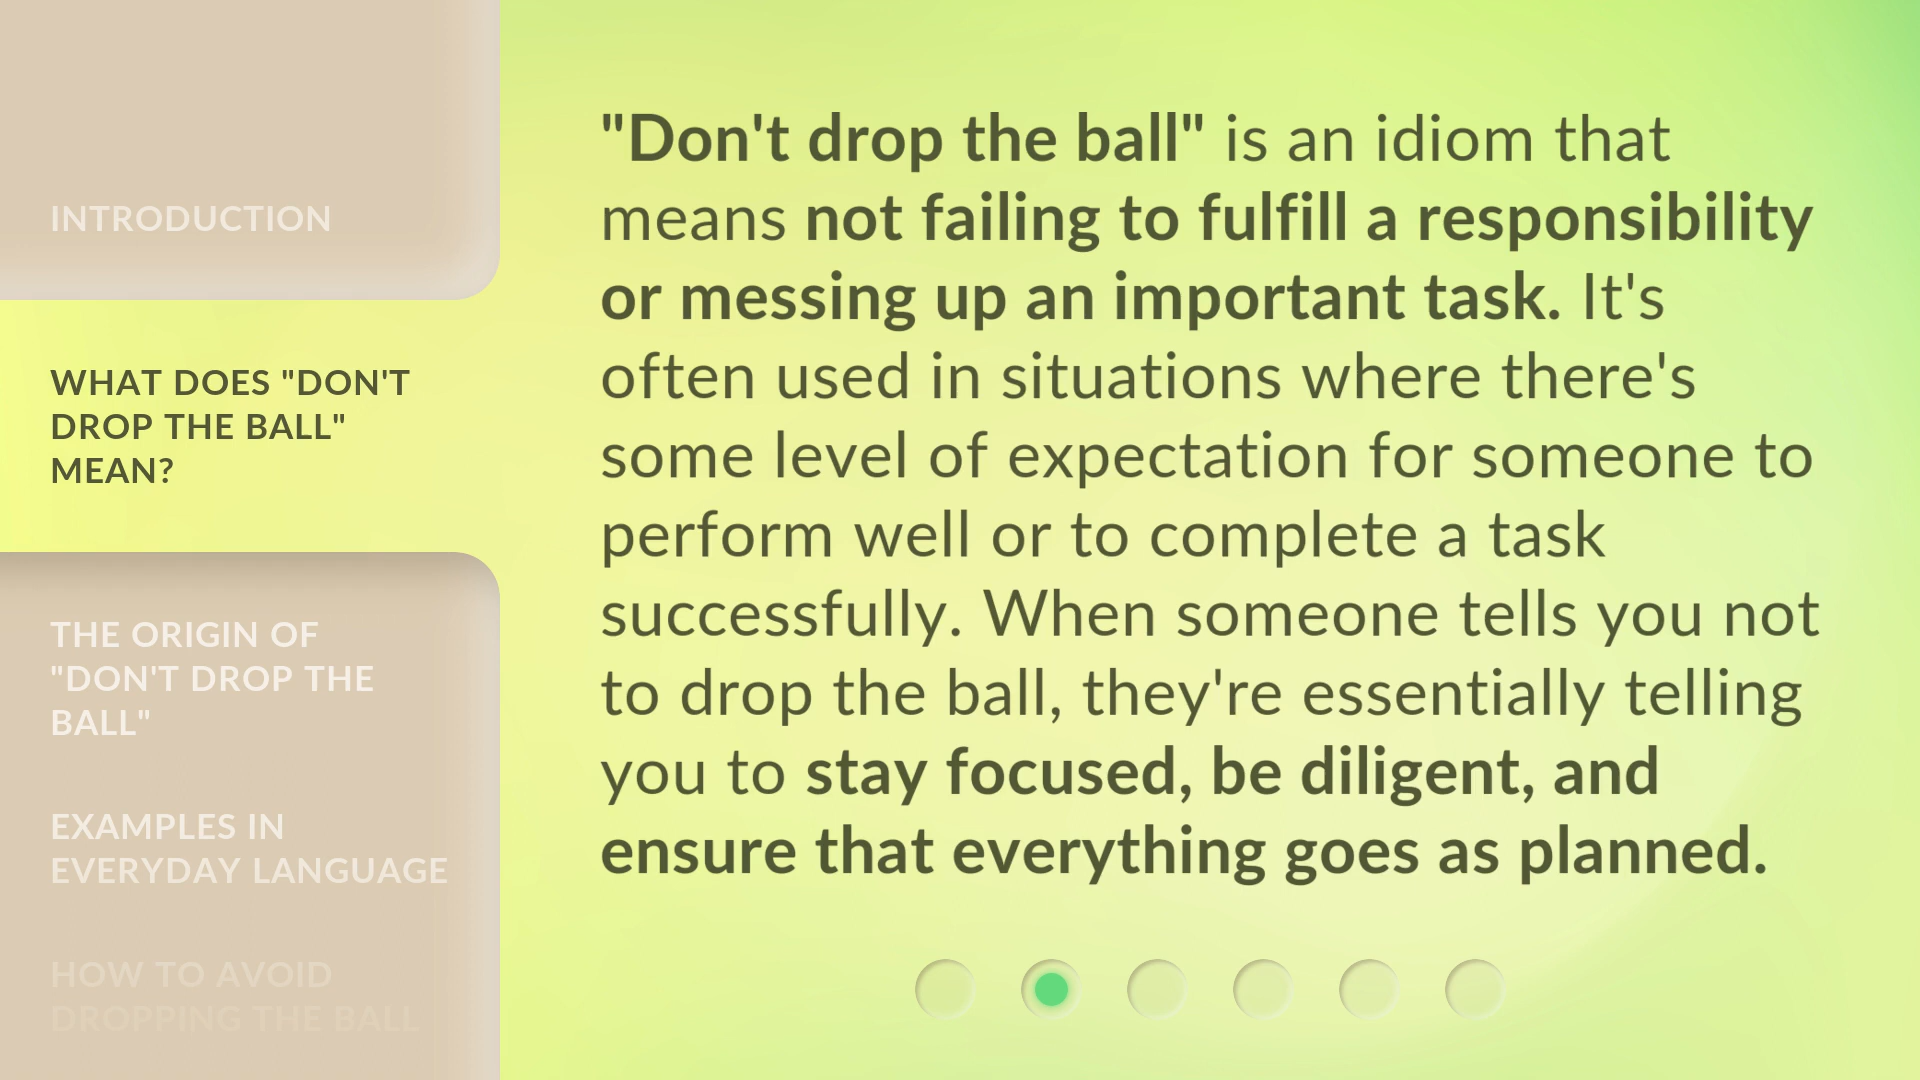 INTRODUCTION
WHAT DOES "DON'T
DROP THE BALL"
MEAN?
THE ORIGIN OF
"DON'T DROP THE
BALL"
EXAMPLES IN
EVERYDAY LANGUAGE
HOW TO AVOID
DROPPING THE BALL
"Don't drop the ball" is an idiom that
means not failing to fulfill a responsibility
or messing up an important task. It's
often used in situations where there's
some level of expectation for someone to
perform well or to complete a task
successfully. When someone tells you not
to drop the ball, they're essentially telling
you to stay focused, be diligent, and
ensure that everything goes as planned.